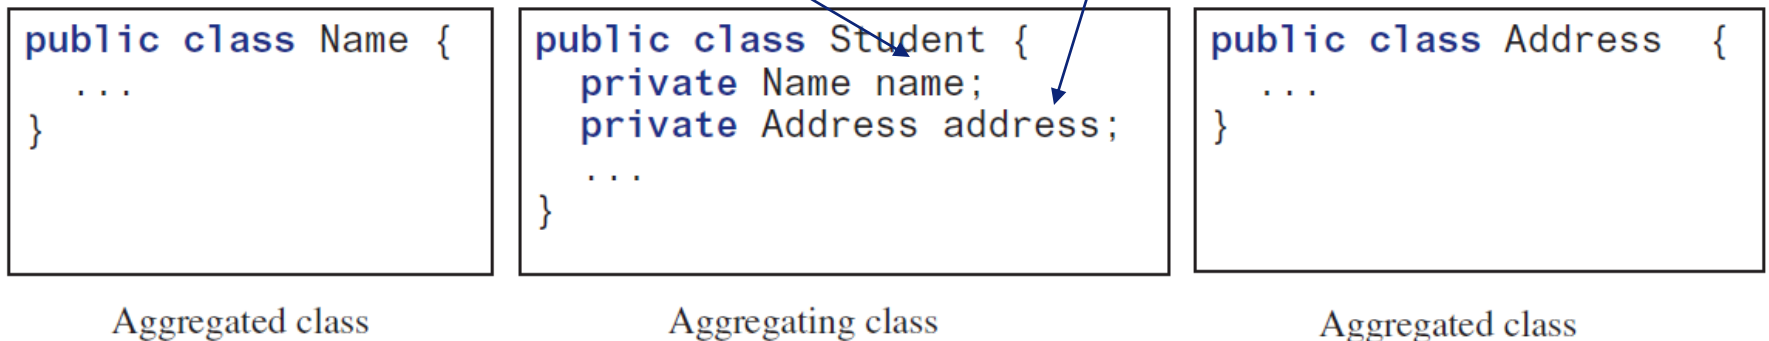 public class Name {
...
}
Aggregated class
public class Student {
private Name name;
private Address address;
...
}
Aggregating class
public class Address {
...
}
Aggregated class